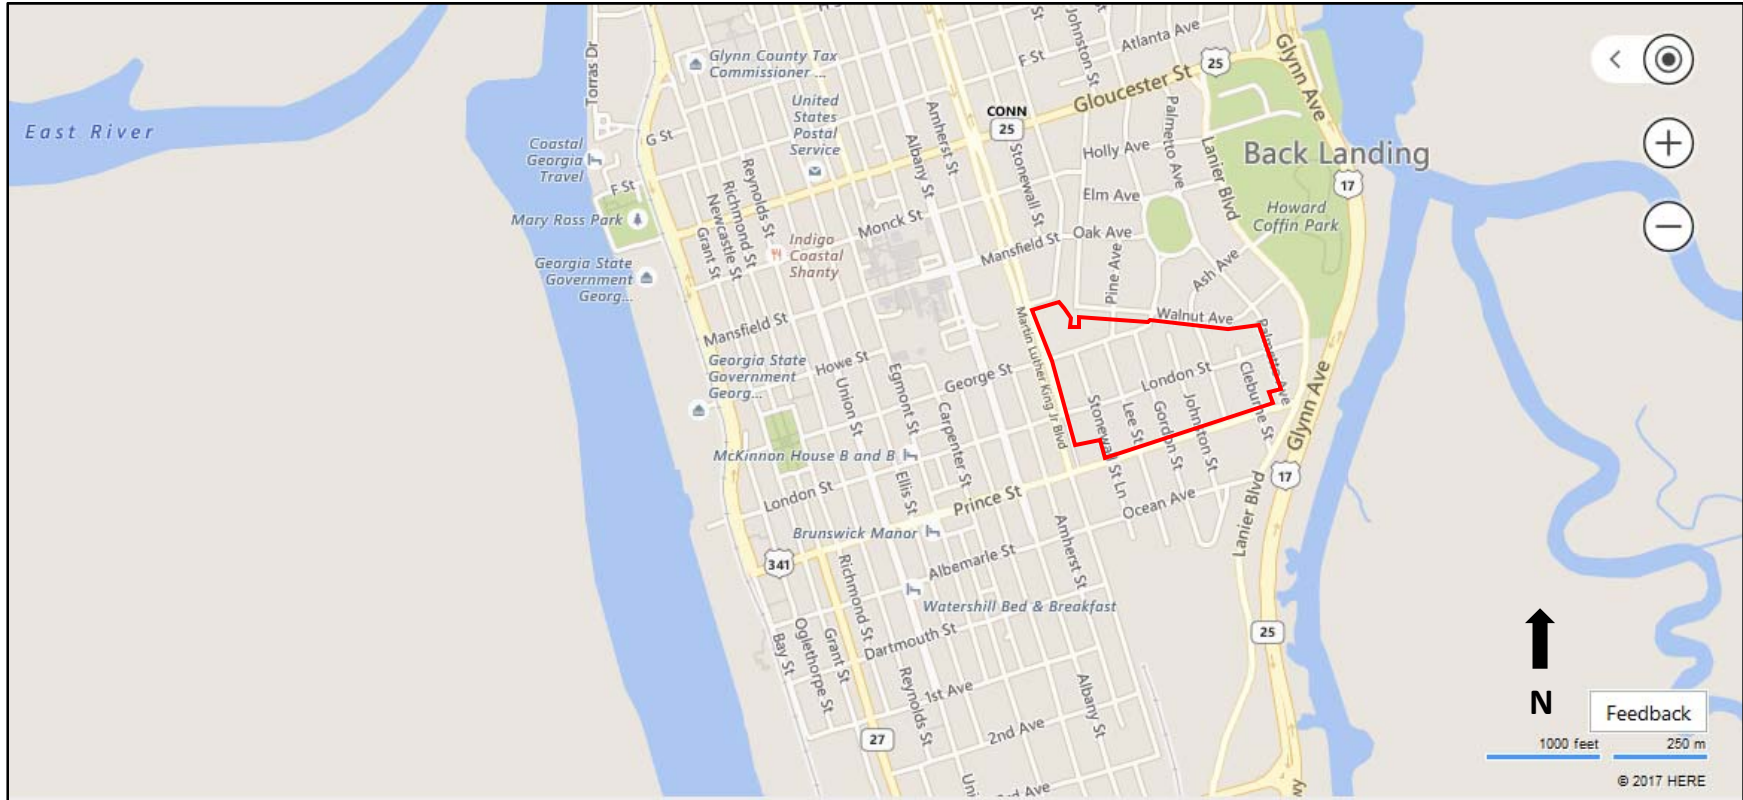 H St
St
Johnston St
St
Atlanta Ave
Glynn Ave
Torras Dr
Glynn County Tax
Commissioner ...
F St
25
Gloucester St
United
States
Postal
Service
CONN
25
East River
G St
Coastal
Georgia
Travel
Amherst St
Albany St
Stonewall St
Holly Ave
Palmetto Ave
Lanier Blvd
Back Landing
17
F St
Reynolds St
Richmond St
Newcastle St
Grant St
Elm Ave
Howard
Coffin Park
Mary Ross Park
Monck St
Mansfield St
Oak Ave
Indigo
Coastal
Shanty
Pine Ave
Ash Ave
Georgia State
Government
Georg...
Mansfield St
Martin Luther King Jr Blvd
Walnut Ave
Palmetto Ave
Georgia State
Government
Georg...
Howe St
Union St
Egmont St
George St
London St
Cleburne St
Glynn Ave
Carpenter St
Stonewall St Ln
Lee St
Gordon St
Johnston St
McKinnon House B and B
Ellis St
London St
Prince St
Ocean Ave
Lanier Blvd
17
Brunswick Manor
Amherst St
341
Albemarle St
Richmond St
Watershill Bed & Breakfast
Bay St
Oglethorpe St
Grant St
Dartmouth St
25
Reynolds St
1st Ave
Albany St
N
Feedback
27
2nd Ave
1000 feet
250 m
Uni
3rd Ave
wy
© 2017 HERE